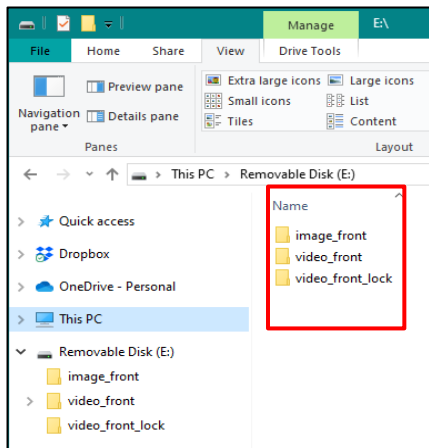 Manage E:\
File Home Share View Drive Tools
Navigation pane
Preview pane
Details pane
Panes
Extra large icons Large icons
Small icons List
Tiles Content
Layout
This PC > Removable Disk (E:)
Quick access
Dropbox
OneDrive - Personal
This PC
Removable Disk (E:)
image_front
video_front
video_front_lock
Name
image_front
video_front
video_front_lock